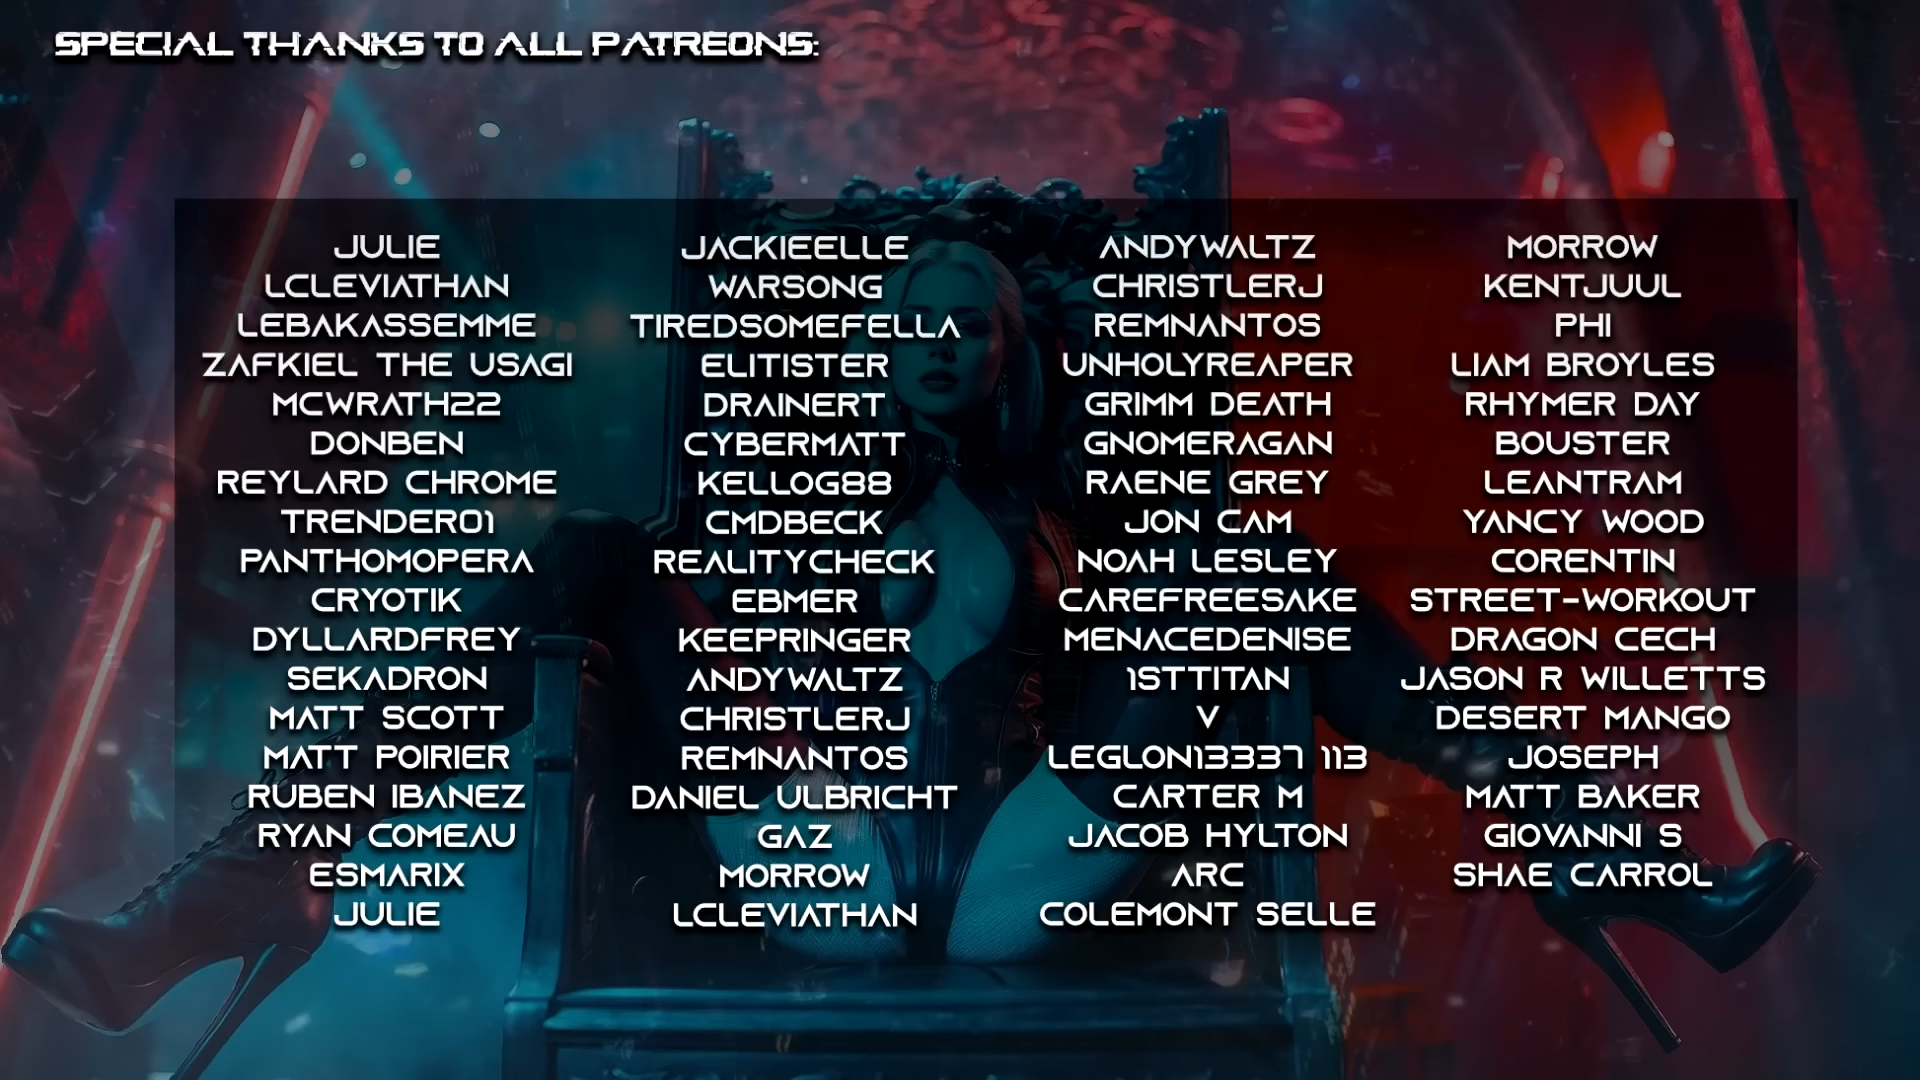 SPECIAL THANKS TO ALL PATREONS:
JULIE
LCLEVIATHAN
LEBAKASSEMME
ZAFKIEL THE USAGI
MCWRATH22
DONBEN
REYLARD CHROME
TRENDER01
PANTHOMOPERA
CRYOTIK
DYLLARDFREY
SEKADRON
MATT SCOTT
MATT POIRIER
RUBEN IBANEZ
RYAN COMEAU
ESMARIX
JULIE
JACKIEELLE
WARSONG
TIREDSOMEFELLA
ELITISTER
DRAINERT
CYBERMATT
KELLOG88
CMDBECK
REALITYCHECK
EBMER
KEEPRINGER
ANDYWALTZ
CHRISTLERJ
REMNANTOS
DANIEL ULBRICHT
GAZ
MORROW
LCLEVIATHAN
ANDYWALTZ
CHRISTLERJ
REMNANTOS
UNHOLYREAPER
GRIMM DEATH
GNOMERAGAN
RAENE GREY
JON CAM
NOAH LESLEY
CAREFREESAKE
MENACEDENISE
1STTITAN
V
LEGLON13337 113
CARTER M
JACOB HYLTON
ARC
COLEMONT SELLE
MORROW
KENTJUUL
PHI
LIAM BROYLES
RHYMER DAY
BOUSTER
LEANTRAM
YANCY WOOD
CORENTIN
STREET-WORKOUT
DRAGON CECH
JASON R WILLETTS
DESERT MANGO
JOSEPH
MATT BAKER
GIOVANNI S
SHAE CARROL